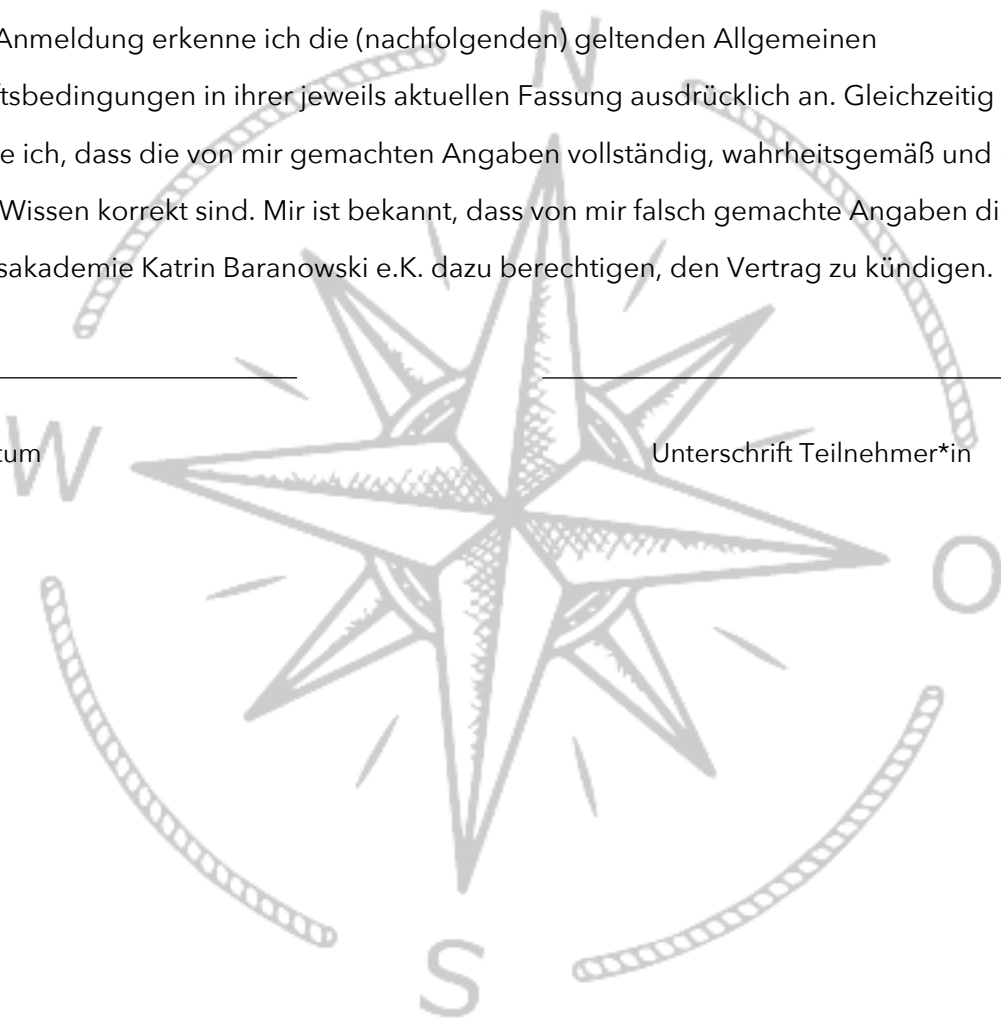 N
Anmeldung erkenne ich die (nachfolgenden) geltenden Allgemeinen
ftsbedingungen in ihrer jeweils aktuellen Fassung ausdrücklich an. Gleichzeitig
e ich, dass die von mir gemachten Angaben vollständig, wahrheitsgemäß und
Wissen korrekt sind. Mir ist bekannt, dass von mir falsch gemachte Angaben di
sakademie Katrin Baranowski e.K. dazu berechtigen, den Vertrag zu kündigen.
tum Unterschrift Teilnehmer*in
W
O
S